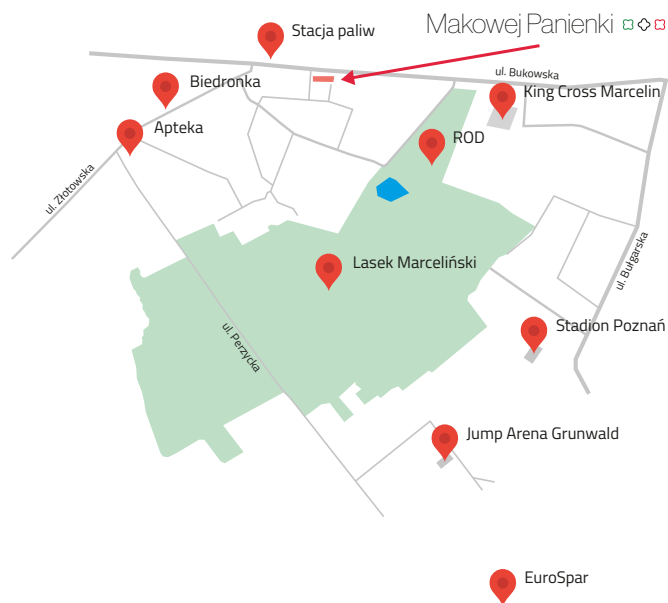 Makowej Panienki
Stacja paliw
ul. Bukowska
Biedronka
King Cross Marcelin
Apteka
ROD
ul. Złotowska
Lasek Marceliński
ul. Bułgarska
Stadion Poznań
ul. Perzycka
Jump Arena Grunwald
EuroSpar